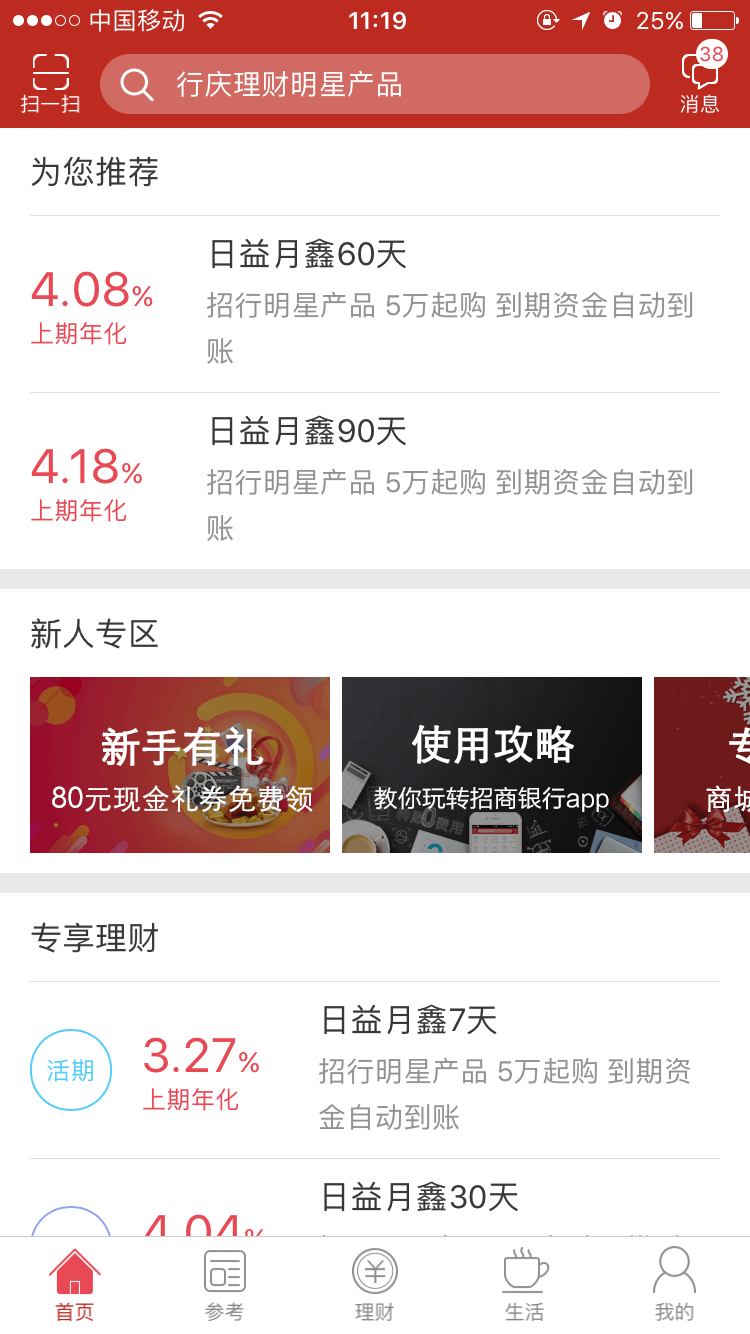 中国移动
11:19
25%
扫一扫
行庆理财明星产品
38
消息
为您推荐
4.08%
上期年化
日益月鑫60天
招行明星产品 5万起购 到期资金自动到
账
4.18%
上期年化
日益月鑫90天
招行明星产品 5万起购 到期资金自动到
账
新人专区
新手有礼
80元现金礼券免费领
使用攻略
教你玩转招商银行app
专
商城
专享理财
活期
3.27%
上期年化
日益月鑫7天
招行明星产品 5万起购 到期资
金自动到账
4.04%
日益月鑫30天
首页
参考
理财
生活
我的